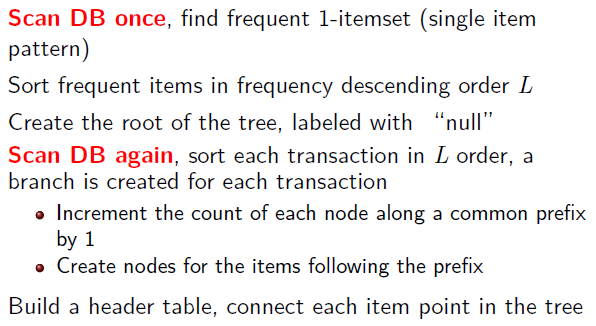 Scan DB once, find frequent 1-itemset (single item
pattern)
Sort frequent items in frequency descending order L
Create the root of the tree, labeled with “null”
Scan DB again, sort each transaction in L order, a
branch is created for each transaction
Increment the count of each node along a common prefix
by 1
Create nodes for the items following the prefix
Build a header table, connect each item point in the tree